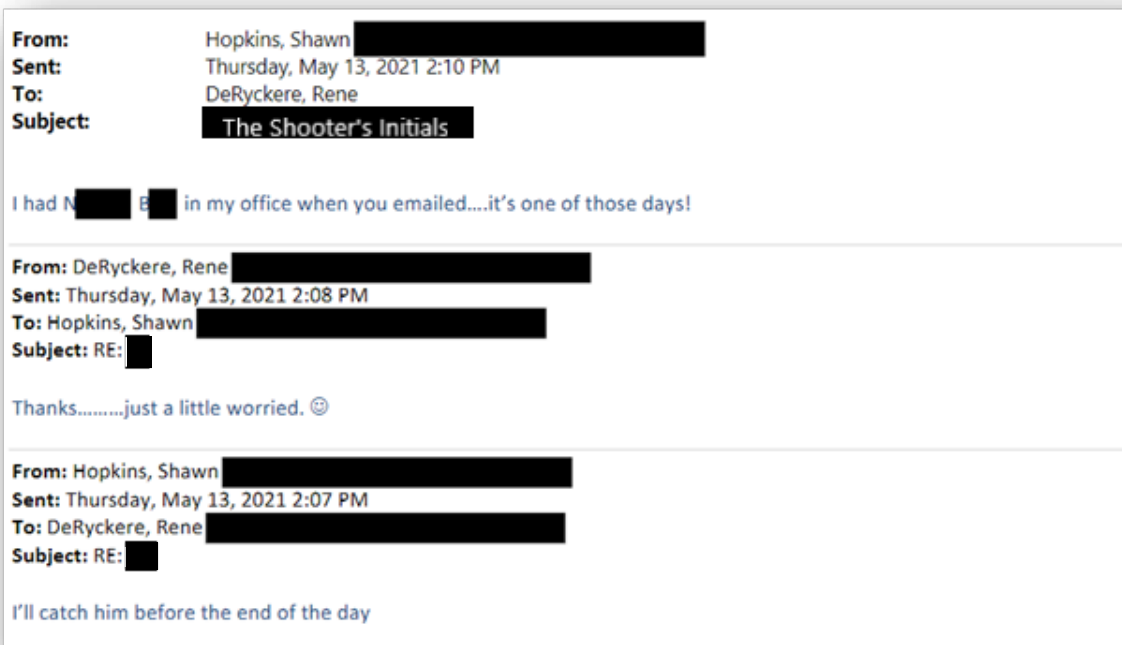 From: Hopkins, Shawn
Sent: Thursday, May 13, 2021 2:10 PM
To: DeRyckere, Rene
Subject: The Shooter's Initials
I had N B in my office when you emailed....it's one of those days!
From: DeRyckere, Rene
Sent: Thursday, May 13, 2021 2:08 PM
To: Hopkins, Shawn
Subject: RE:
Thanks.........just a little worried. ☺
From: Hopkins, Shawn
Sent: Thursday, May 13, 2021 2:07 PM
To: DeRyckere, Rene
Subject: RE:
I'll catch him before the end of the day